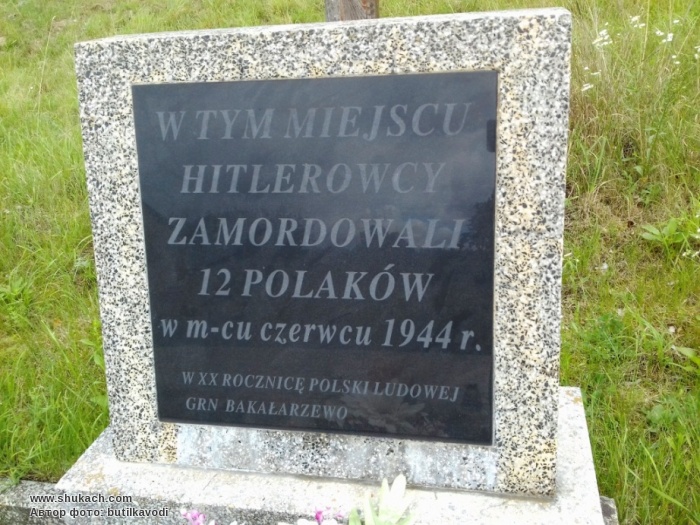 W TYM MIEJSCU
HITLEROWCY
ZAMORDOWALI
12 POLAKÓW
w m-cu czerwcu 1944 r.
W XX ROCZNICĘ POLSKI LUDOWEJ
GRN BAKAŁARZEWO
www.shukach.com
Автор фото: butilkavodi